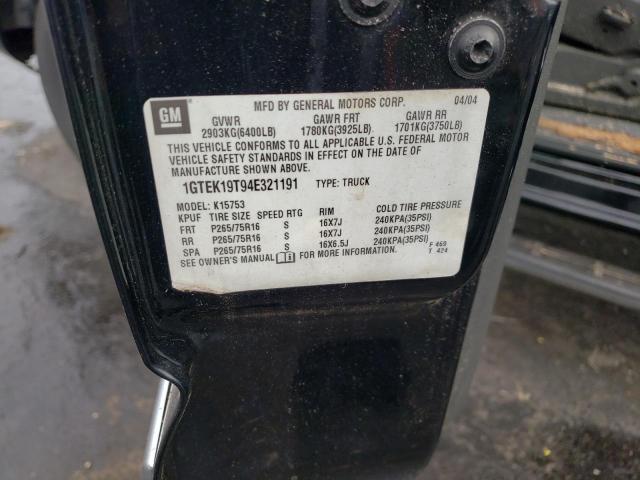 GM
MFD BY GENERAL MOTORS CORP. 04/04
GVWR GAWR FRT GAWR RR
2903KG(6400LB) 1780KG(3925LB) 1701KG(3750LB)
THIS VEHICLE CONFORMS TO ALL APPLICABLE U.S. FEDERAL MOTOR
VEHICLE SAFETY STANDARDS IN EFFECT ON THE DATE OF
MANUFACTURE SHOWN ABOVE.
1GTEK19T94E321191 TYPE: TRUCK
MODEL: K15753
KPUF TIRE SIZE SPEED RTG RIM COLD TIRE PRESSURE
FRT P265/75R16 S 16X7J 240KPA(35PSI)
RR P265/75R16 S 16X7J 240KPA(35PSI)
SPA P265/75R16 S 16X6.5J 240KPA(35PSI)
SEE OWNER'S MANUAL FOR MORE INFORMATION.
F 469
T 424